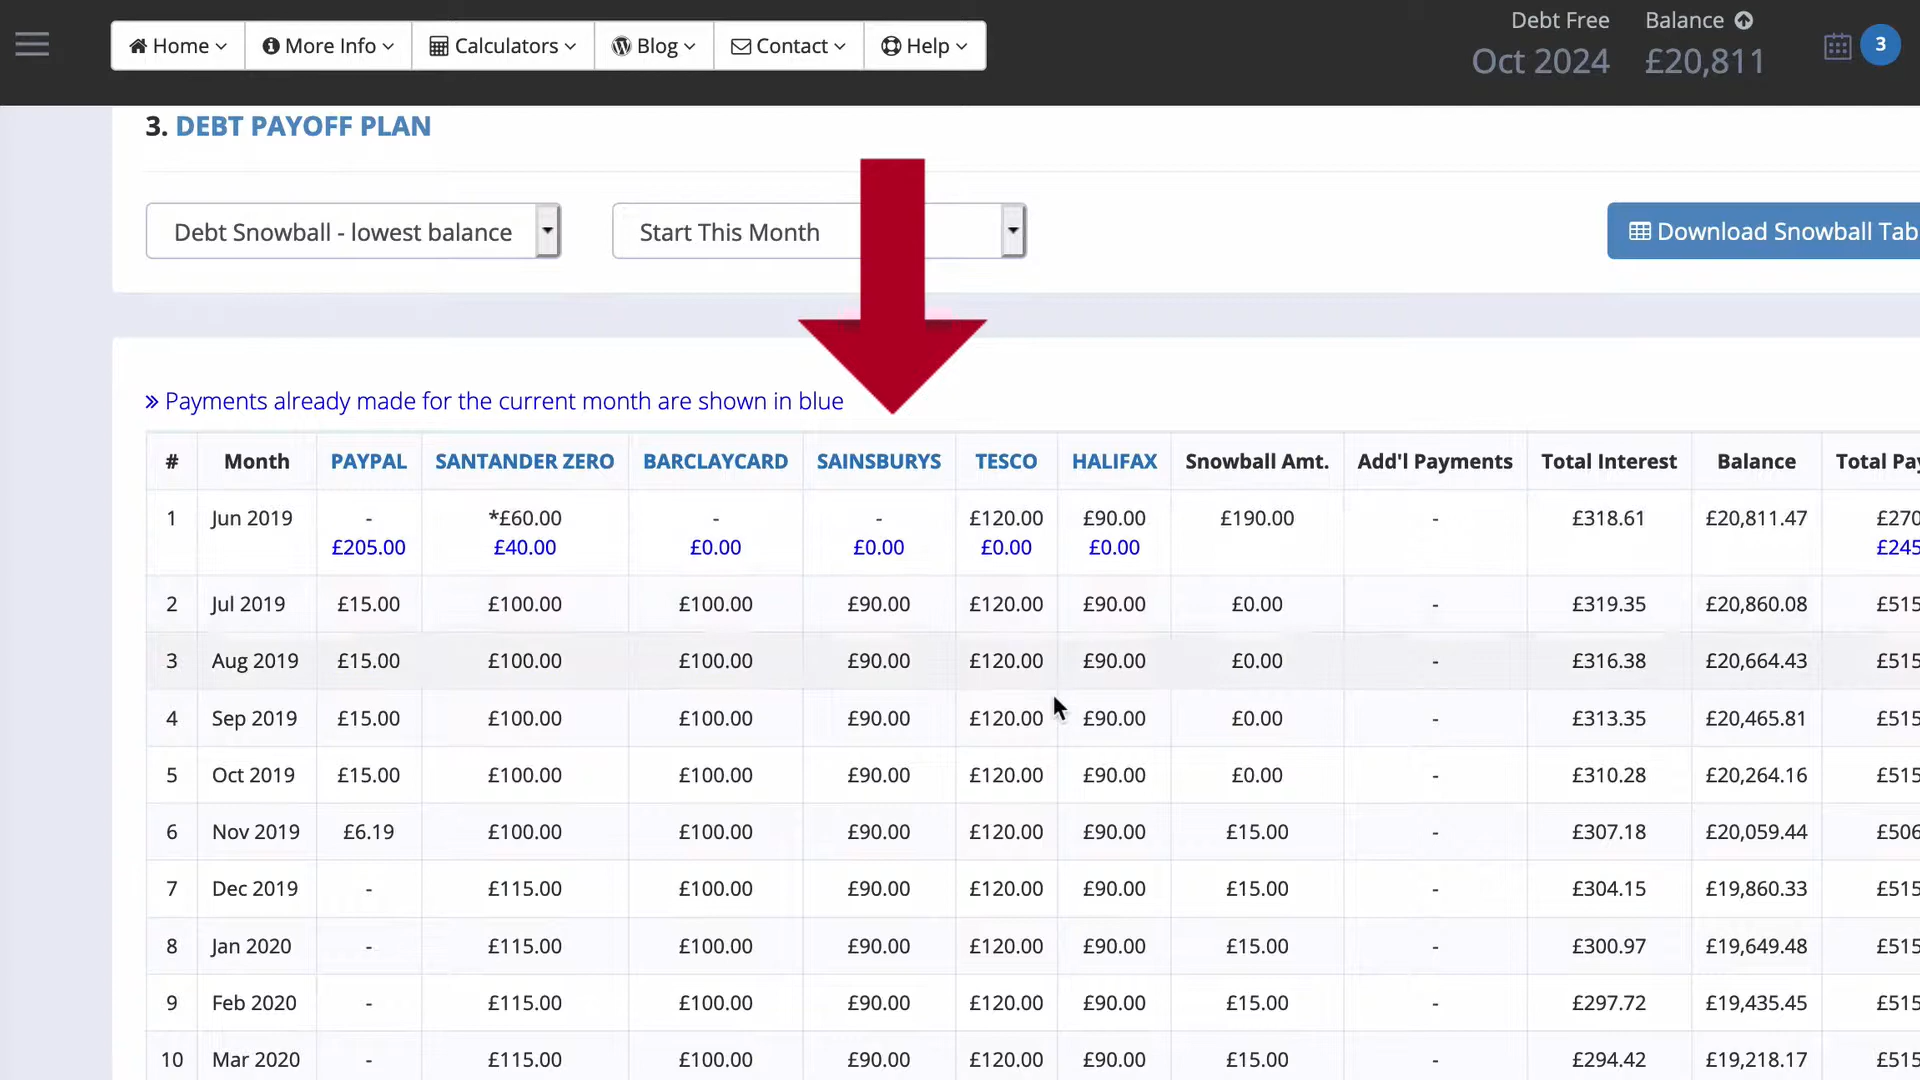 Home More Info Calculators Blog Contact Help
Debt Free Balance
Oct 2024 £20,811
3
3. DEBT PAYOFF PLAN
Debt Snowball - lowest balance Start This Month Download Snowball Tab
» Payments already made for the current month are shown in blue
# Month PAYPAL SANTANDER ZERO BARCLAYCARD SAINSBURYS TESCO HALIFAX Snowball Amt. Add'l Payments Total Interest Balance Total Pay
1 Jun 2019 - *£60.00 - - £120.00 £90.00 £190.00 - £318.61 £20,811.47 £270
£205.00 £40.00 £0.00 £0.00 £0.00 £0.00 £245
2 Jul 2019 £15.00 £100.00 £100.00 £90.00 £120.00 £90.00 £0.00 - £319.35 £20,860.08 £515
3 Aug 2019 £15.00 £100.00 £100.00 £90.00 £120.00 £90.00 £0.00 - £316.38 £20,664.43 £515
4 Sep 2019 £15.00 £100.00 £100.00 £90.00 £120.00 £90.00 £0.00 - £313.35 £20,465.81 £515
5 Oct 2019 £15.00 £100.00 £100.00 £90.00 £120.00 £90.00 £0.00 - £310.28 £20,264.16 £515
6 Nov 2019 £6.19 £100.00 £100.00 £90.00 £120.00 £90.00 £15.00 - £307.18 £20,059.44 £506
7 Dec 2019 - £115.00 £100.00 £90.00 £120.00 £90.00 £15.00 - £304.15 £19,860.33 £515
8 Jan 2020 - £115.00 £100.00 £90.00 £120.00 £90.00 £15.00 - £300.97 £19,649.48 £515
9 Feb 2020 - £115.00 £100.00 £90.00 £120.00 £90.00 £15.00 - £297.72 £19,435.45 £515
10 Mar 2020 - £115.00 £100.00 £90.00 £120.00 £90.00 £15.00 - £294.42 £19,218.17 £515